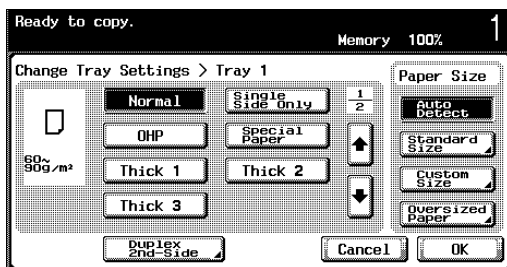 Ready to copy.
1
Memory 100%
Change Tray Settings > Tray 1
Normal
Single
Side Only
1
2
OHP
Special
Paper
60~
90g/m²
Thick 1
Thick 2
Thick 3
Duplex
2nd-Side
Paper Size
Auto
Detect
Standard
Size
Custom
Size
Oversized
Paper
Cancel
OK